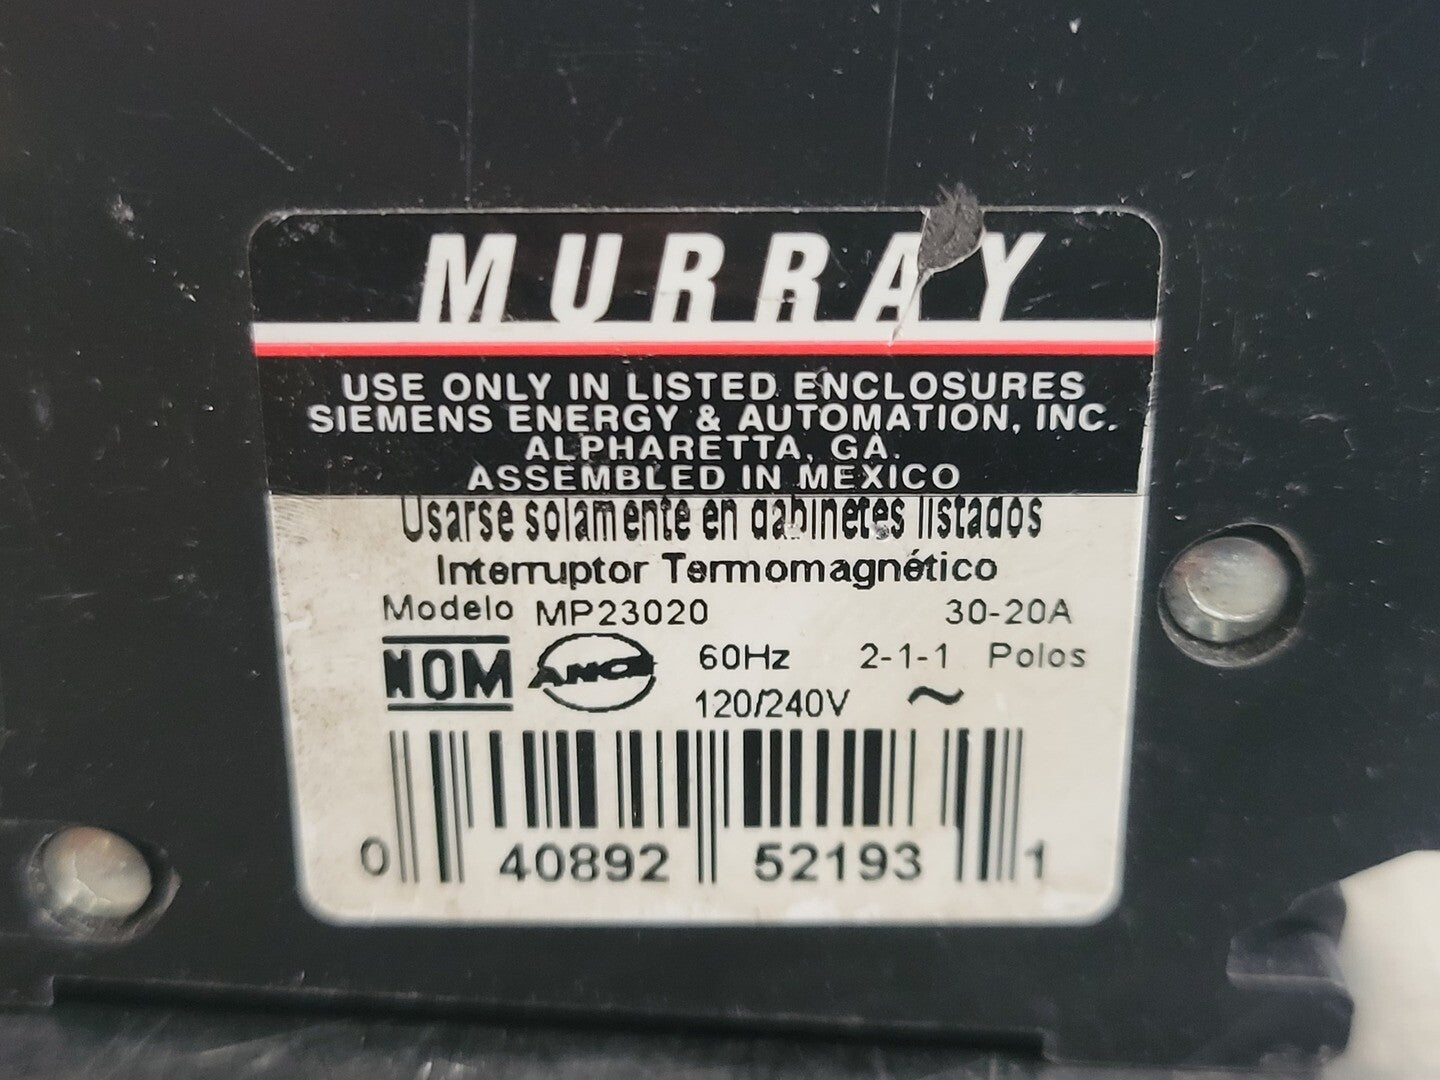 MURRAY
USE ONLY IN LISTED ENCLOSURES
SIEMENS ENERGY & AUTOMATION, INC.
ALPHARETTA, GA.
ASSEMBLED IN MEXICO
Usarse solamente en gabinetes listados
Interruptor Termomagnético
Modelo MP23020 30-20A
NOM ANCE 60Hz 2-1-1 Polos
120/240V ~
0 40892 52193 1